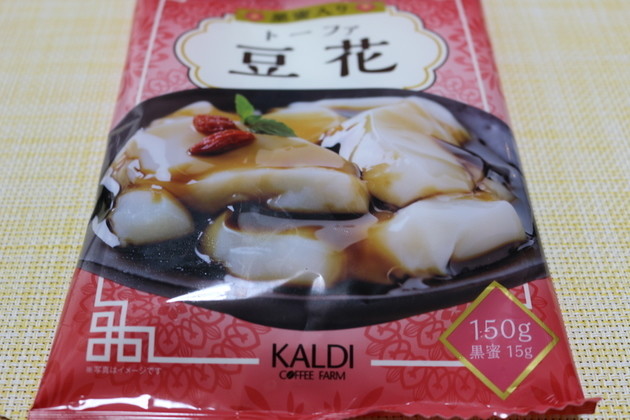 黒蜜入り
トーファ
豆花
150g
黒蜜 15g
KALDI
COFFEE FARM
※写真はイメージです